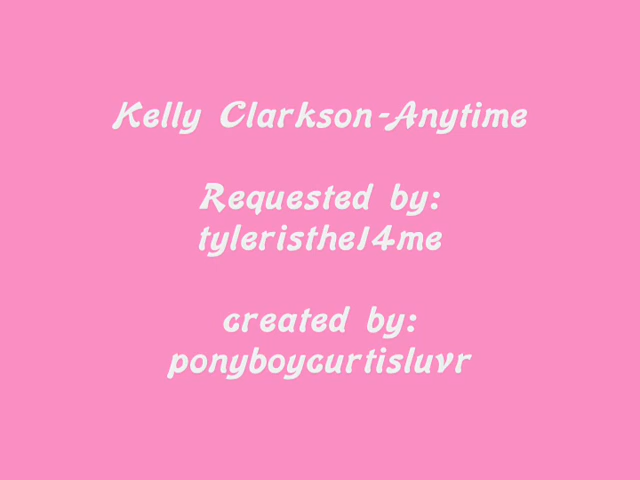 Kelly Clarkson-Anytime
Requested by:
tyleristhe14me
created by:
ponyboycurtisluvr